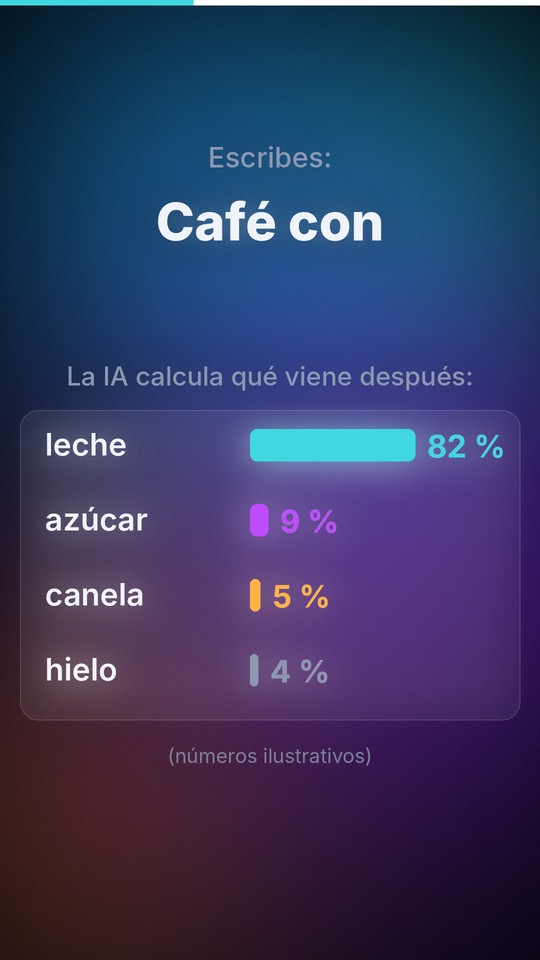 Escribes:
Café con
La IA calcula qué viene después:
leche 82 %
azúcar 9 %
canela 5 %
hielo 4 %
(números ilustrativos)